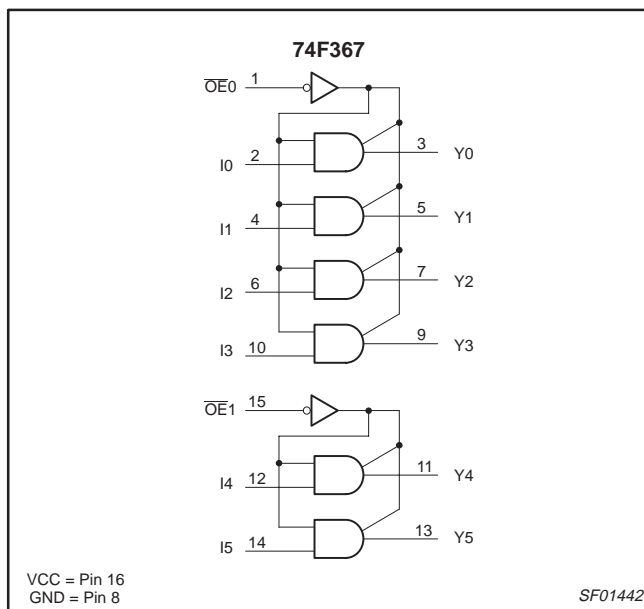 74F367
OE0 1
I0 2 3 Y0
I1 4 5 Y1
I2 6 7 Y2
I3 10 9 Y3
OE1 15
I4 12 11 Y4
I5 14 13 Y5
VCC = Pin 16
GND = Pin 8
SF01442